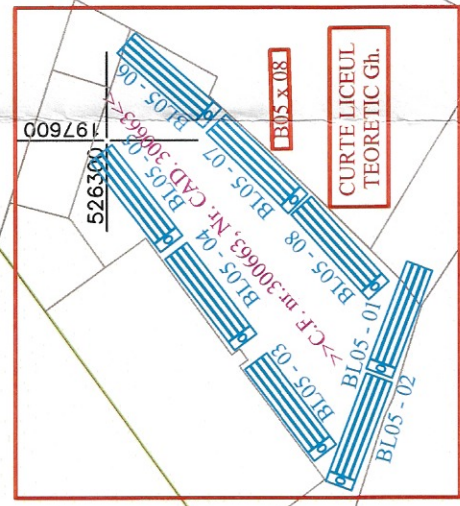 197600
526300
BL05 - 06
BL05 - 05
BL05 - 07
BL05 - 04
BL05 - 08
BL05 - 03
BL05 - 01
BL05 - 02
>>C.F. nr.300663, Nr. CAD. 300663<<
B05 x 08
CURTE LICEUL
TEORETIC Gh.